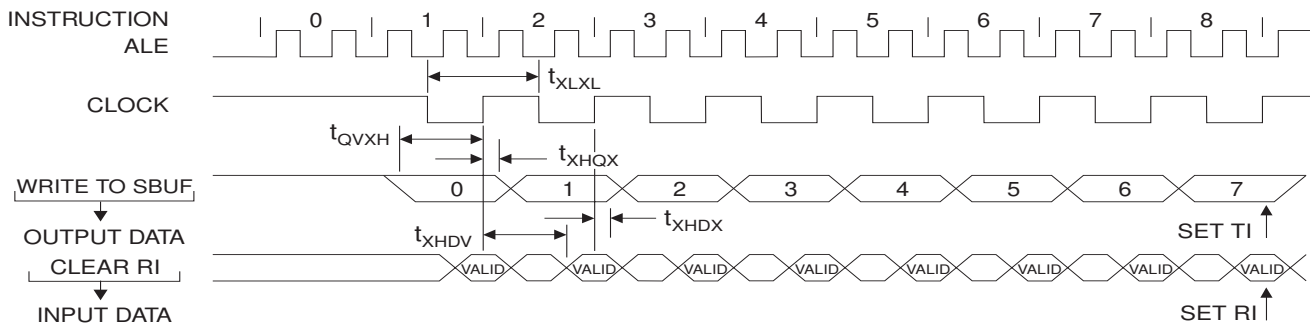 INSTRUCTION 0 1 2 3 4 5 6 7 8
ALE
tXLXL
CLOCK
tQVXH
tXHQX
WRITE TO SBUF 0 1 2 3 4 5 6 7
tXHDX
OUTPUT DATA
tXHDV
SET TI
CLEAR RI VALID VALID VALID VALID VALID VALID VALID VALID
INPUT DATA
SET RI